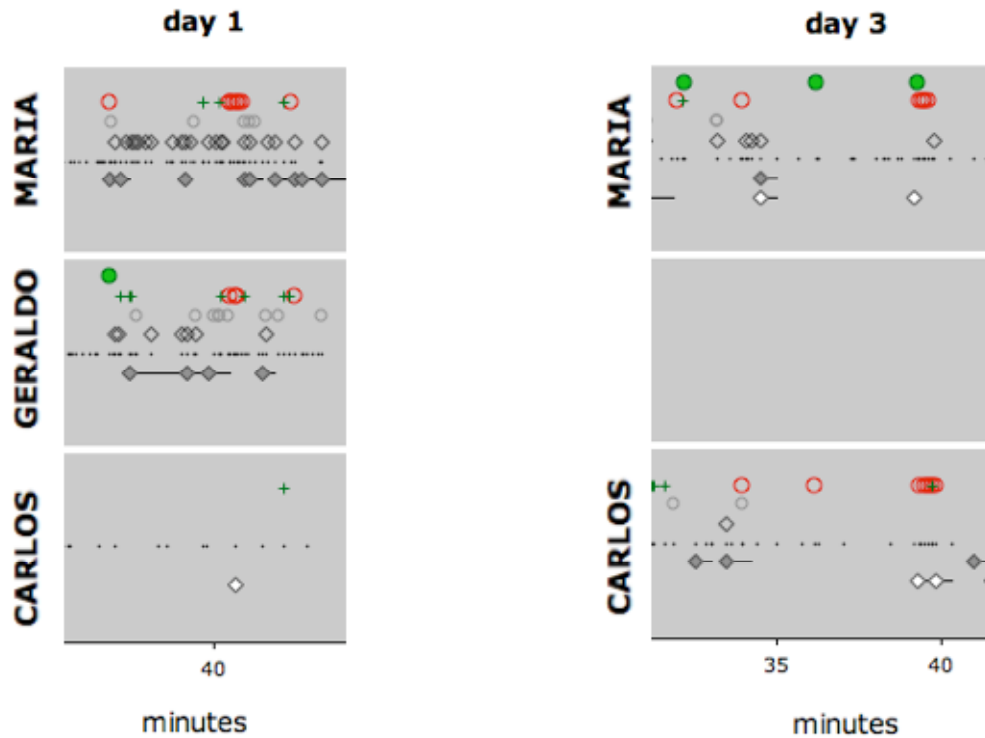 day 1
MARIA
GERALDO
CARLOS
40
minutes
day 3
MARIA
CARLOS
35 40
minutes